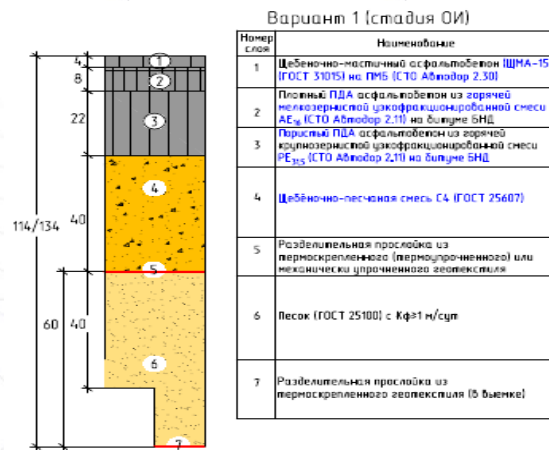 Вариант 1 (стадия ОИ)
Номер слоя
Наименование
1
Щебеночно-мастичный асфальтобетон (ЩМА-15
(ГОСТ 31015) на ПМБ (СТО Автодор 2.30)
2
Плотный ПДА асфальтобетон из горячей
мелкозернистой узкофракционированной смеси
АЕ₁₆ (СТО Автодор 2.11) на битуме БНД
3
Пористый ПДА асфальтобетон из горячей
крупнозернистой узкофракционированной смеси
РЕ₃₁,₅ (СТО Автодор 2.11) на битуме БНД
4
Щебёночно-песчаная смесь С4 (ГОСТ 25607)
5
Разделительная прослойка из
термоскрепленного (термоупрочненного) или
механически упрочненного геотекстиля
6
Песок (ГОСТ 25100) с Кф≥1 м/сут
7
Разделительная прослойка из
термоскрепленного геотекстиля (в выемке)
4
8
22
40
114/134
60
40
1
2
3
4
5
6
7